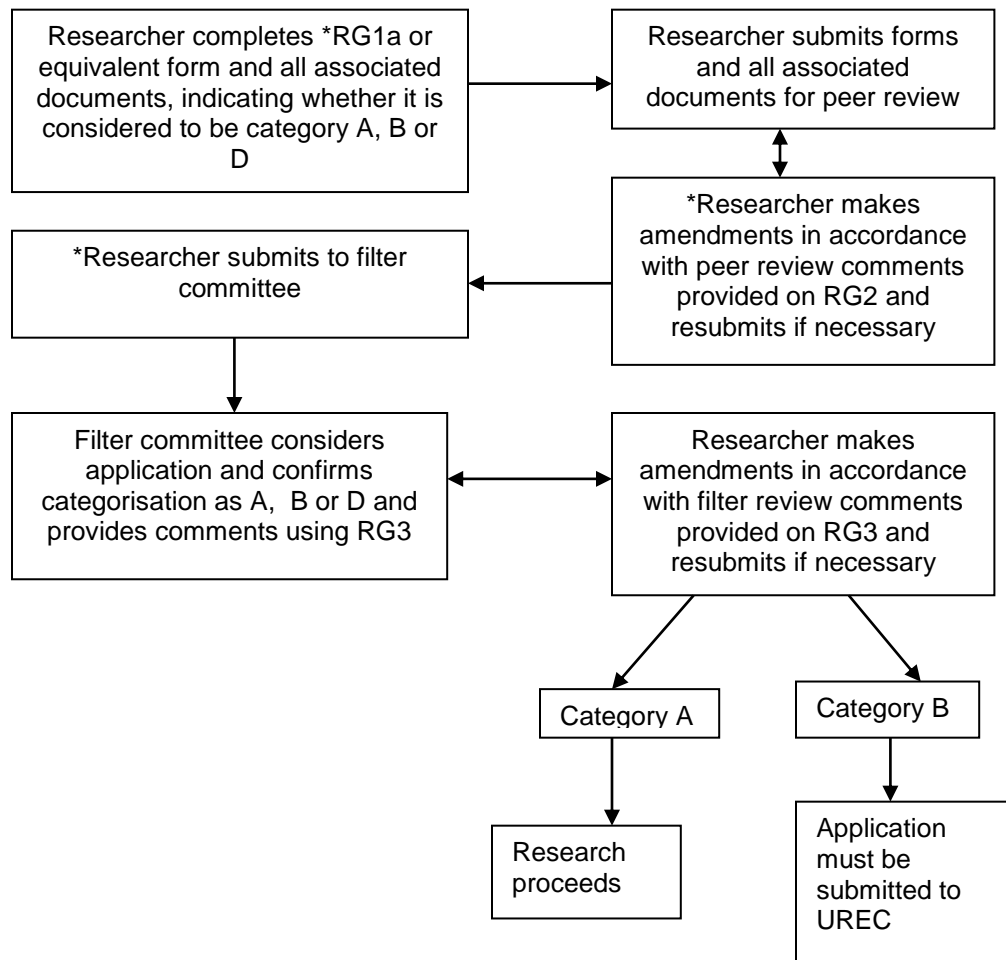 Researcher completes *RG1a or
equivalent form and all associated
documents, indicating whether it is
considered to be category A, B or
D
Researcher submits forms
and all associated
documents for peer review
*Researcher makes
amendments in accordance
with peer review comments
provided on RG2 and
resubmits if necessary
*Researcher submits to filter
committee
Filter committee considers
application and confirms
categorisation as A, B or D and
provides comments using RG3
Researcher makes
amendments in accordance
with filter review comments
provided on RG3 and
resubmits if necessary
Category A
Category B
Research
proceeds
Application
must be
submitted to
UREC